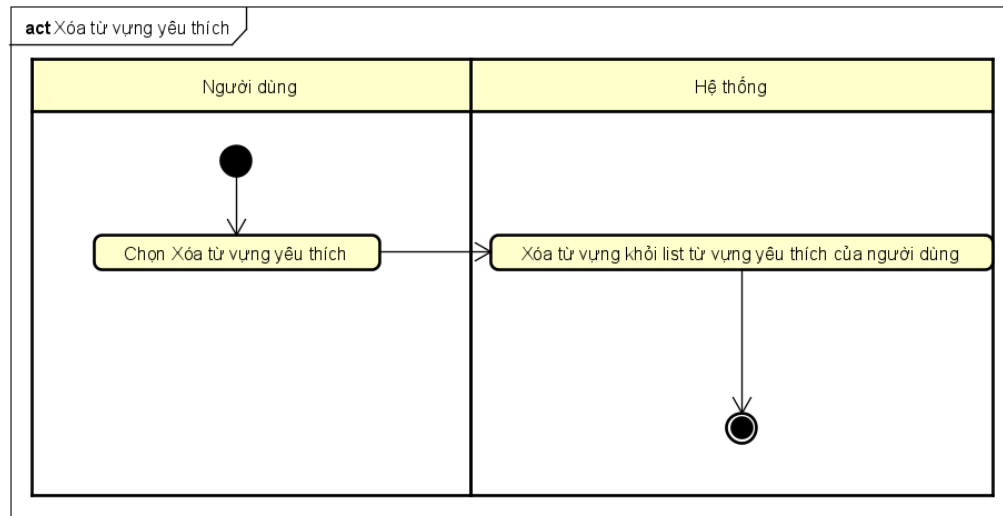 act Xóa từ vựng yêu thích
Người dùng
Hệ thống
Chọn Xóa từ vựng yêu thích
Xóa từ vựng khỏi list từ vựng yêu thích của người dùng